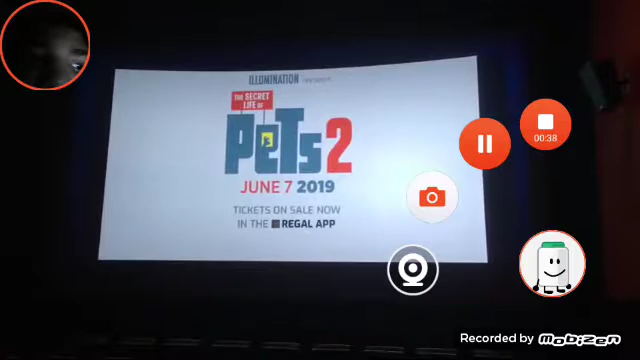 ILLUMINATION PRESENTS
THE SECRET
LIFE OF
PETS 2
JUNE 7 2019
TICKETS ON SALE NOW
IN THE REGAL APP
00:38
Recorded by mobizen